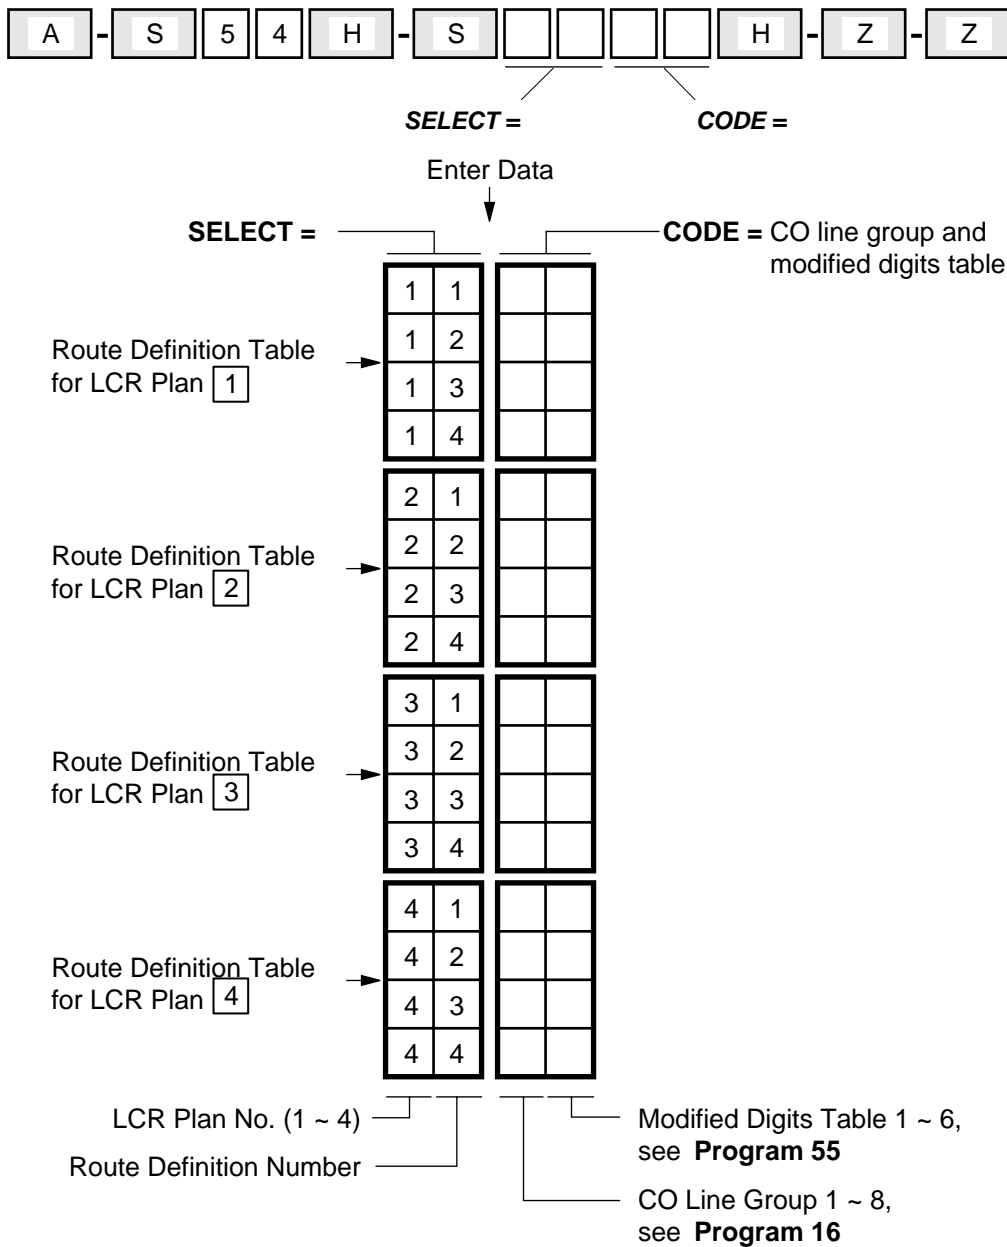 A - S 5 4 H - S H - Z - Z
SELECT = CODE =
Enter Data
SELECT = CODE = CO line group and
modified digits table
1 1
1 2
Route Definition Table
for LCR Plan 1
1 3
1 4
2 1
2 2
Route Definition Table
for LCR Plan 2
2 3
2 4
3 1
3 2
Route Definition Table
for LCR Plan 3
3 3
3 4
4 1
4 2
Route Definition Table
for LCR Plan 4
4 3
4 4
LCR Plan No. (1 ~ 4)
Route Definition Number
Modified Digits Table 1 ~ 6,
see Program 55
CO Line Group 1 ~ 8,
see Program 16